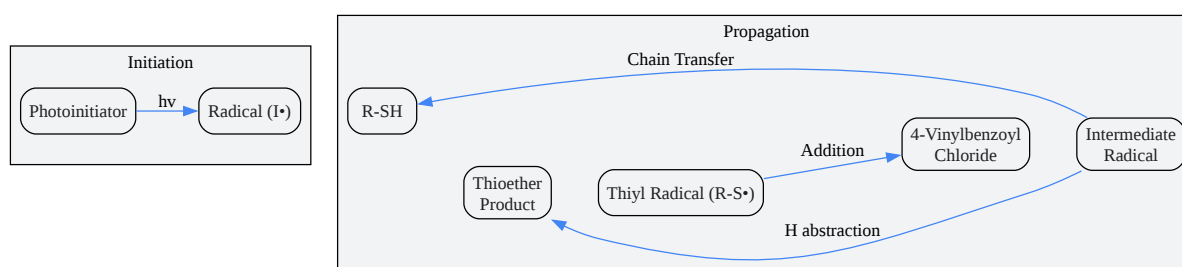 Initiation
Photoinitiator
hν
Radical (I•)
Propagation
Chain Transfer
R-SH
Thioether
Product
Thiyl Radical (R-S•)
Addition
4-Vinylbenzoyl
Chloride
Intermediate
Radical
H abstraction